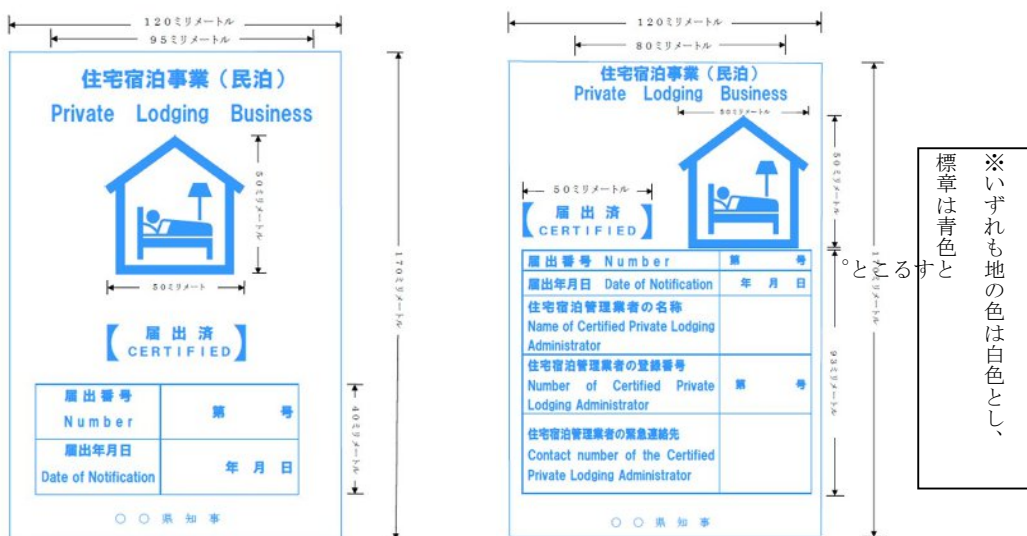 120ミリメートル
95ミリメートル
住宅宿泊事業(民泊)
Private Lodging Business
50ミリメートル
50ミリメート
【届出済】
【CERTIFIED】
届出番号
Number
第 号
届出年月日
Date of Notification
年 月 日
40ミリメートル
○○県知事
170ミリメートル
120ミリメートル
80ミリメートル
住宅宿泊事業(民泊)
Private Lodging Business
50ミリメートル
50ミリメートル
50ミリメートル
【届出済】
【CERTIFIED】
届出番号 Number
第 号
届出年月日 Date of Notification
年 月 日
住宅宿泊管理業者の名称
Name of Certified Private Lodging
Administrator
住宅宿泊管理業者の登録番号
Number of Certified Private
Lodging Administrator
第 号
住宅宿泊管理業者の緊急連絡先
Contact number of the Certified
Private Lodging Administrator
93ミリメートル
○○県知事
170ミリメートル
※いずれも地の色は白色とし、
標章は青色
とするところと。